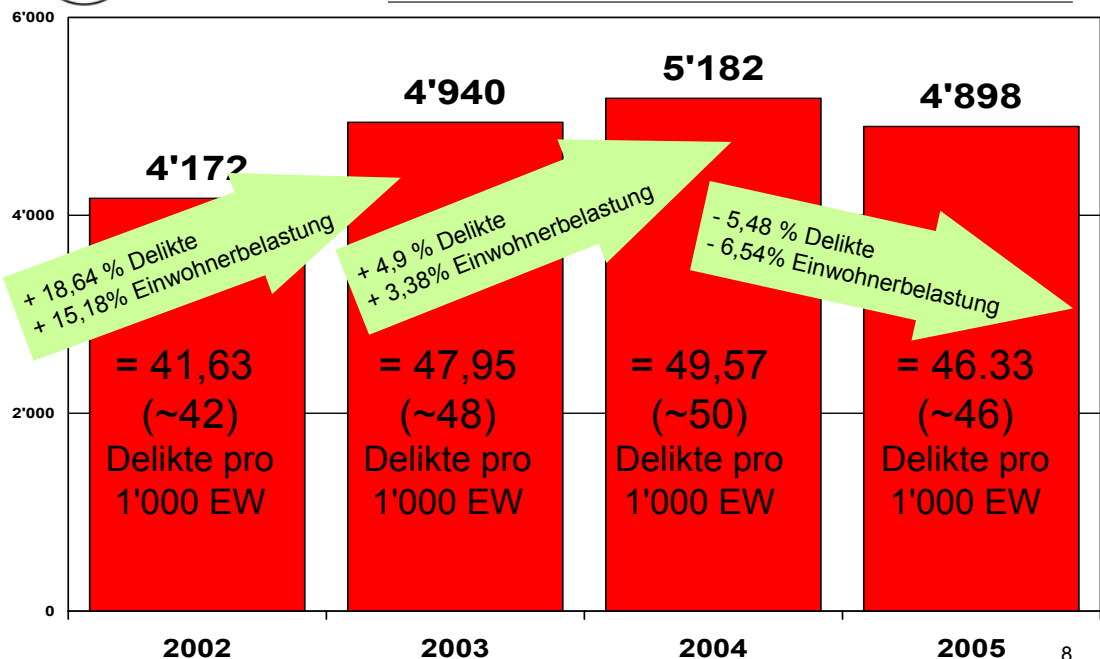 6'000
4'000
2'000
0
4'172
4'940
5'182
4'898
+ 18,64 % Delikte
+ 15,18% Einwohnerbelastung
+ 4,9 % Delikte
+ 3,38% Einwohnerbelastung
- 5,48 % Delikte
- 6,54% Einwohnerbelastung
= 41,63
(~42)
Delikte pro
1'000 EW
= 47,95
(~48)
Delikte pro
1'000 EW
= 49,57
(~50)
Delikte pro
1'000 EW
= 46.33
(~46)
Delikte pro
1'000 EW
2002
2003
2004
2005
8